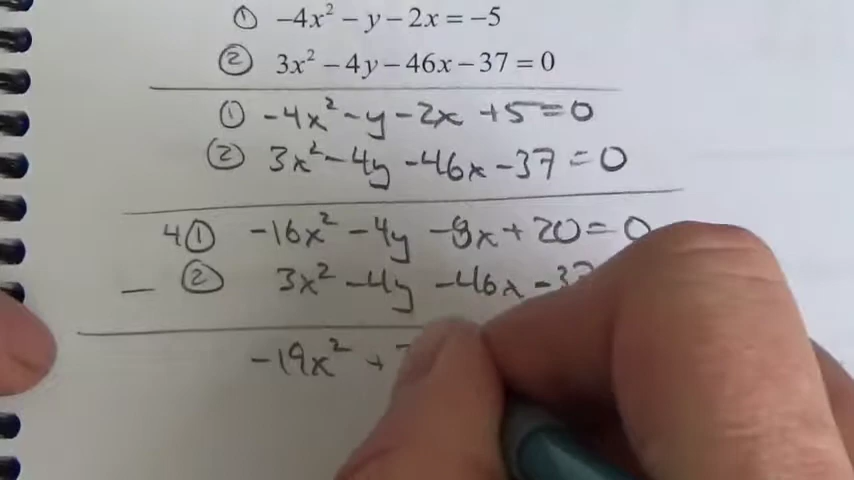 ① −4x² − y − 2x = −5
② 3x² − 4y − 46x − 37 = 0
① -4x² - y - 2x + 5 = 0
② 3x² - 4y - 46x - 37 = 0
4① -16x² - 4y - 8x + 20 = 0
− ② 3x² - 4y - 46x - 37
-19x² +